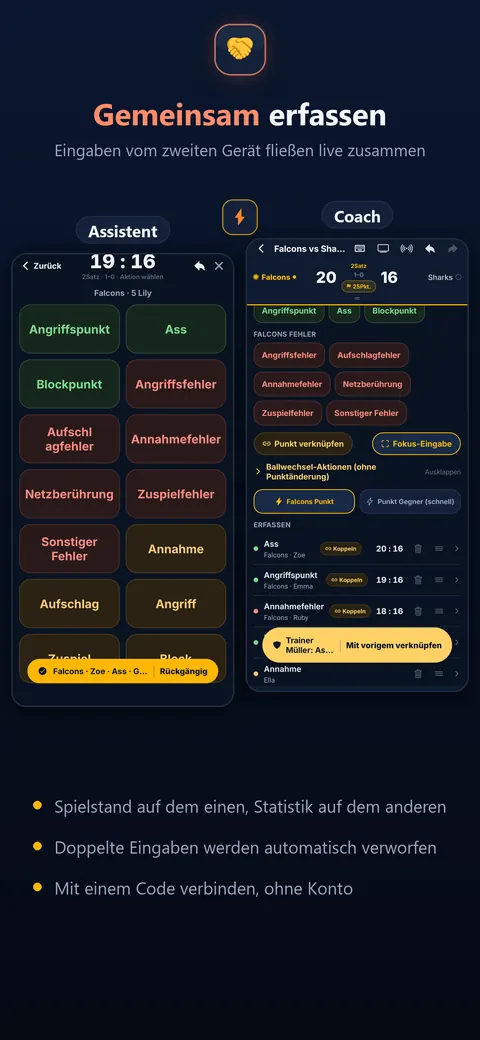 Gemeinsam erfassen
Eingaben vom zweiten Gerät fließen live zusammen
Assistent
Zurück
19 : 16
2Satz · 1–0 · Aktion wählen
Falcons · 5 Lily
Angriffspunkt
Ass
Blockpunkt
Angriffsfehler
Aufschl
agfehler
Annahmefehler
Netzberührung
Zuspielfehler
Sonstiger
Fehler
Annahme
Aufschlag
Angriff
Zuspiel
Block
Falcons · Zoe · Ass · G...
Rückgängig
Coach
Falcons vs Sha...
Falcons
20
2Satz
1–0
25Pkt.
16
Sharks
Angriffspunkt
Ass
Blockpunkt
FALCONS FEHLER
Angriffsfehler
Aufschlagfehler
Annahmefehler
Netzberührung
Zuspielfehler
Sonstiger Fehler
Punkt verknüpfen
Fokus-Eingabe
Ballwechsel-Aktionen (ohne
Punktänderung)
Ausklappen
Falcons Punkt
Punkt Gegner (schnell)
ERFASSEN
Ass
Falcons · Zoe
Koppeln
20 : 16
Angriffspunkt
Falcons · Emma
Koppeln
19 : 16
Annahmefehler
Falcons · Ruby
Koppeln
18 : 16
Trainer
Müller: As...
Mit vorigem verknüpfen
Annahme
Ella
Spielstand auf dem einen, Statistik auf dem anderen
Doppelte Eingaben werden automatisch verworfen
Mit einem Code verbinden, ohne Konto